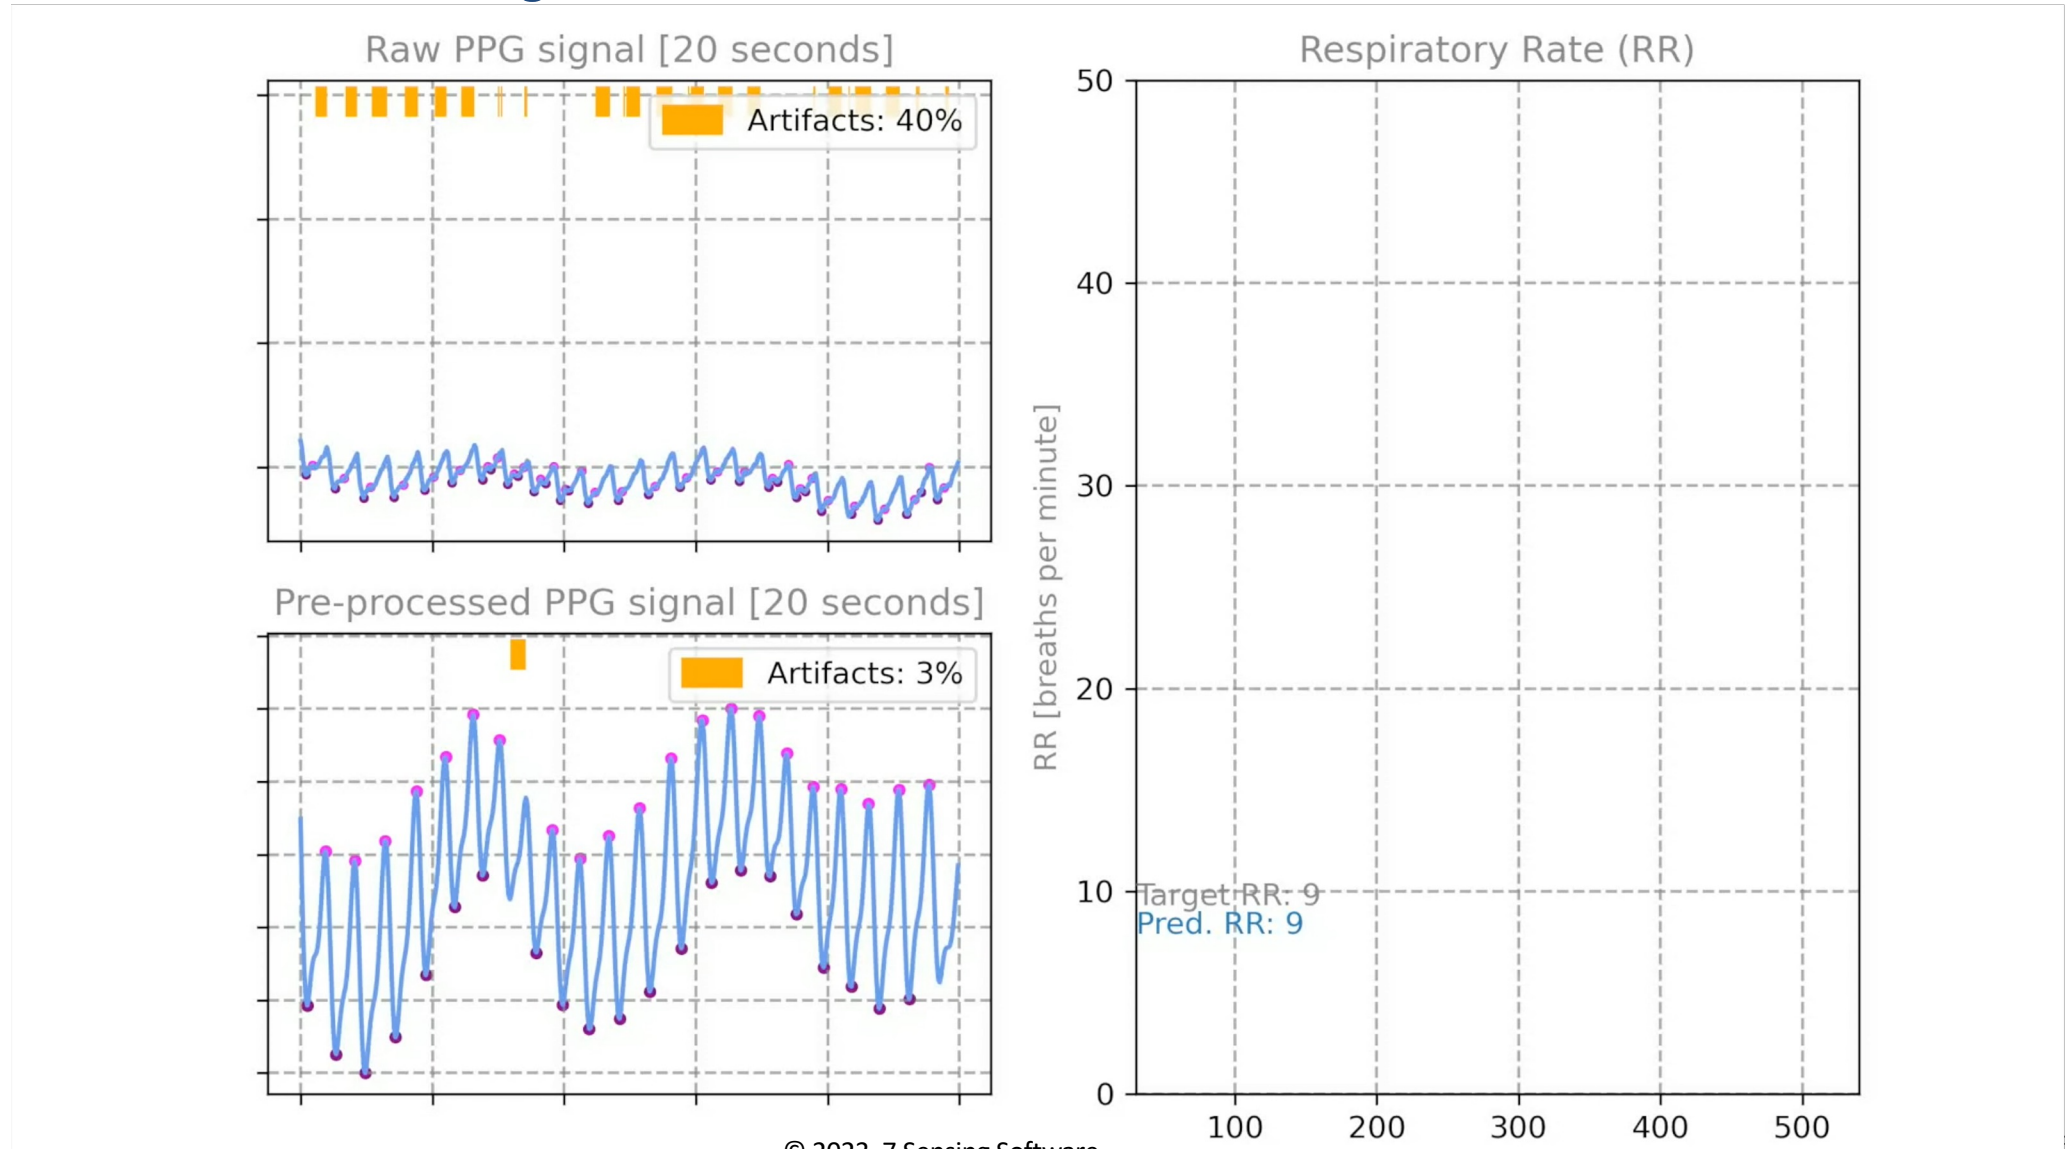 Raw PPG signal [20 seconds]
Artifacts: 40%
Pre-processed PPG signal [20 seconds]
Artifacts: 3%
Respiratory Rate (RR)
RR [breaths per minute]
50
40
30
20
10
0
Target RR: 9
Pred. RR: 9
100 200 300 400 500
Sensing Software